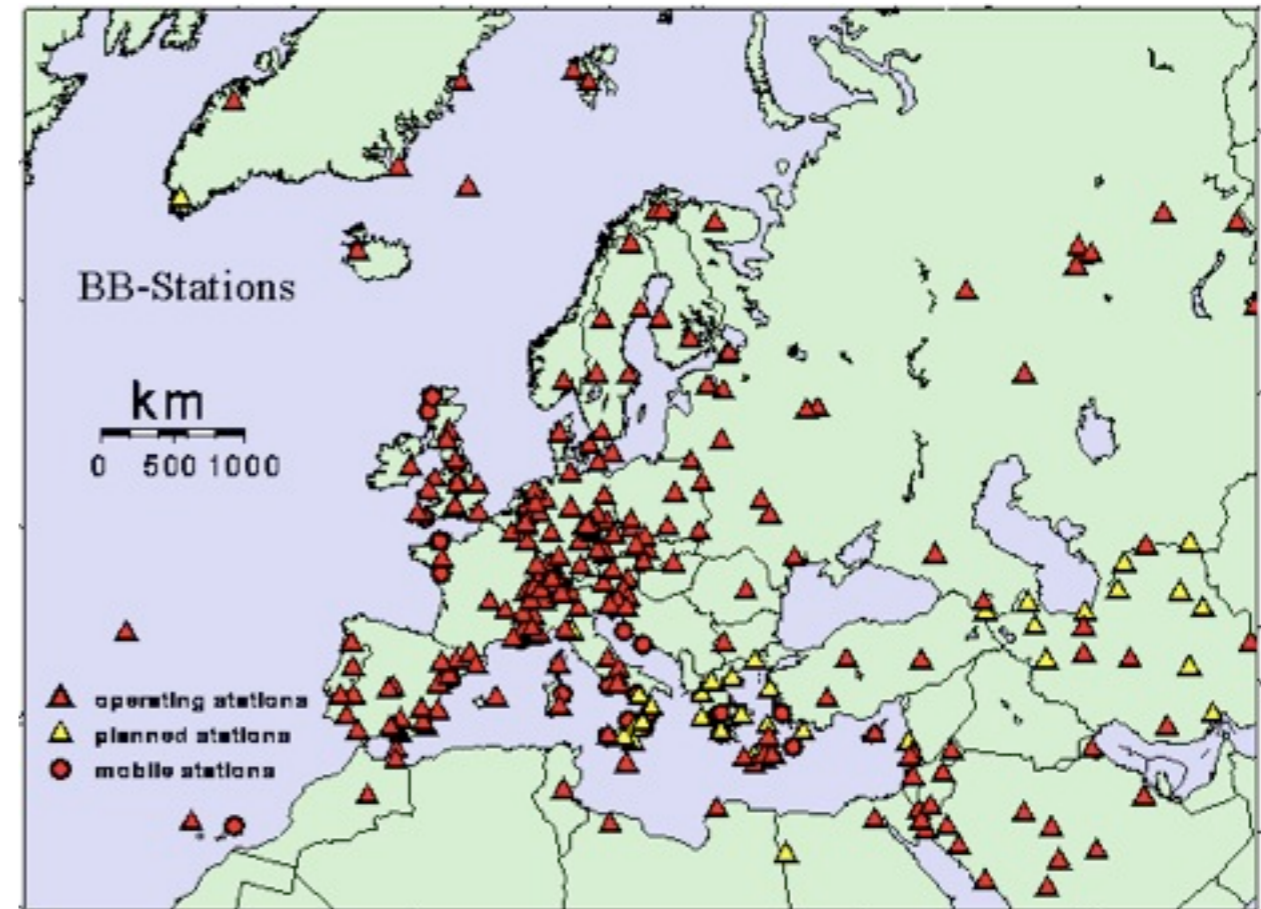 BB-Stations
km
0 500 1000
operating stations
planned stations
mobile stations